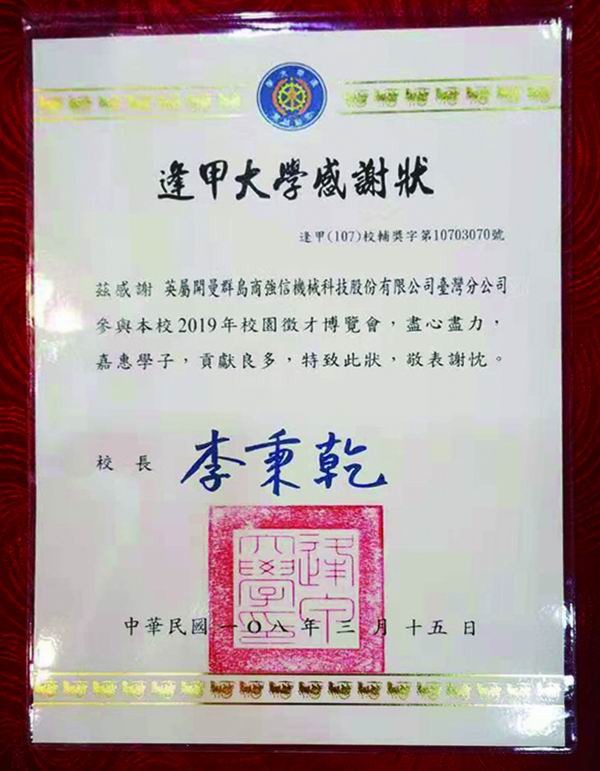 逢甲大學感謝狀
逢甲(107)校輔獎字第10703070號
茲感謝 英屬開曼群島商強信機械科技股份有限公司臺灣分公司
參與本校2019年校園徵才博覽會，盡心盡力，
嘉惠學子，貢獻良多，特致此狀，敬表謝忱。
校長 李秉乾
逢甲大學
中華民國一〇八年三月十五日